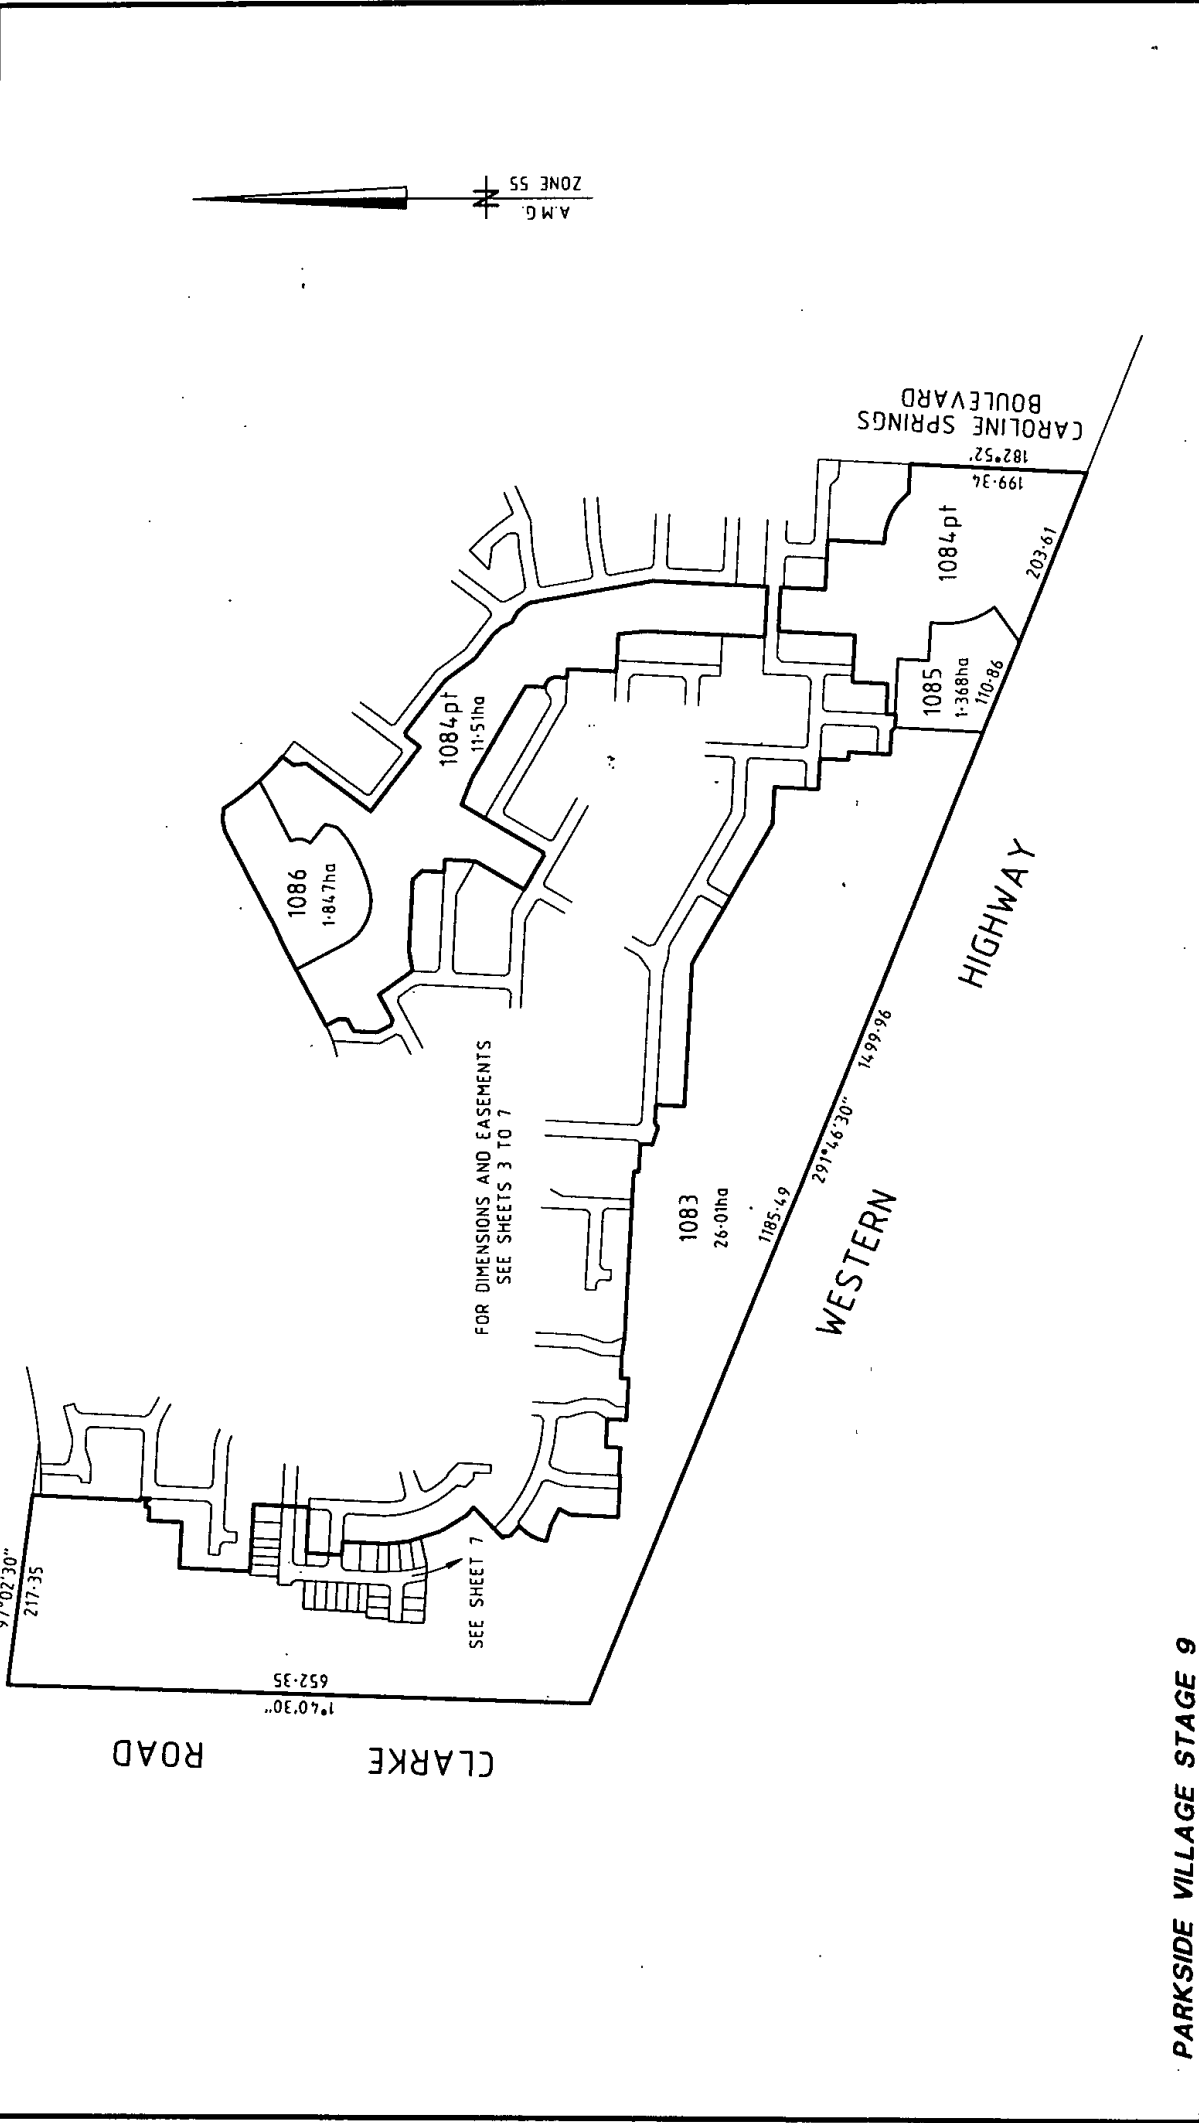 A.M.G.
ZONE 55
CAROLINE SPRINGS
BOULEVARD
182°52'
199·34
1084pt
203·61
1085
1·368ha
110·86
1084pt
11·51ha
1086
1·847ha
HIGHWAY
1499·96
291°46'30"
1185·49
WESTERN
1083
26·01ha
FOR DIMENSIONS AND EASEMENTS
SEE SHEETS 3 TO 7
SEE SHEET 7
97°02'30"
217·35
652·35
1°40'30"
CLARKE
ROAD
PARKSIDE VILLAGE STAGE 9